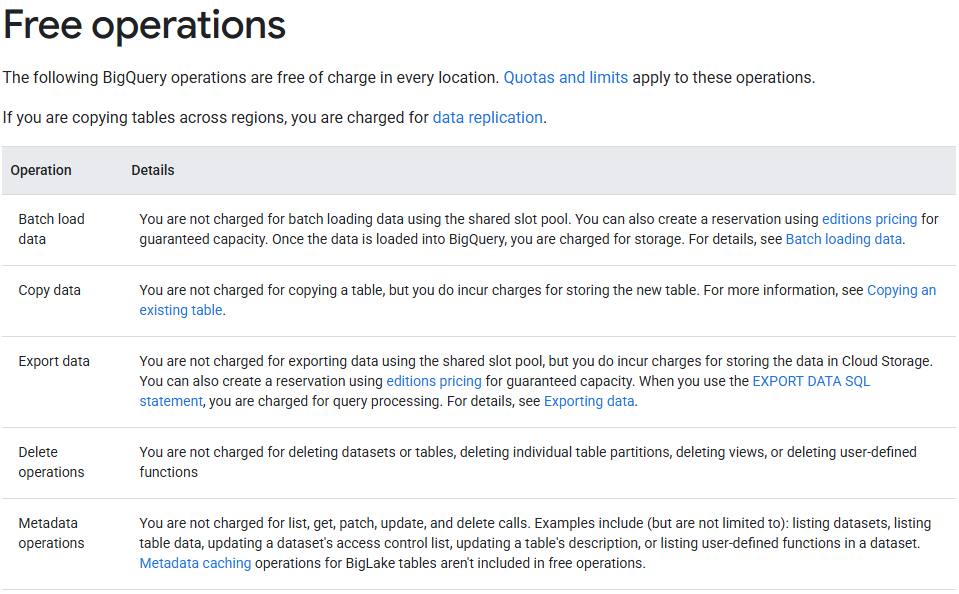 Free operations
The following BigQuery operations are free of charge in every location. Quotas and limits apply to these operations.
If you are copying tables across regions, you are charged for data replication.
Operation Details
Batch load data
You are not charged for batch loading data using the shared slot pool. You can also create a reservation using editions pricing for
guaranteed capacity. Once the data is loaded into BigQuery, you are charged for storage. For details, see Batch loading data.
Copy data
You are not charged for copying a table, but you do incur charges for storing the new table. For more information, see Copying an
existing table.
Export data
You are not charged for exporting data using the shared slot pool, but you do incur charges for storing the data in Cloud Storage.
You can also create a reservation using editions pricing for guaranteed capacity. When you use the EXPORT DATA SQL
statement, you are charged for query processing. For details, see Exporting data.
Delete
operations
You are not charged for deleting datasets or tables, deleting individual table partitions, deleting views, or deleting user-defined
functions
Metadata
operations
You are not charged for list, get, patch, update, and delete calls. Examples include (but are not limited to): listing datasets, listing
table data, updating a dataset's access control list, updating a table's description, or listing user-defined functions in a dataset.
Metadata caching operations for BigLake tables aren't included in free operations.